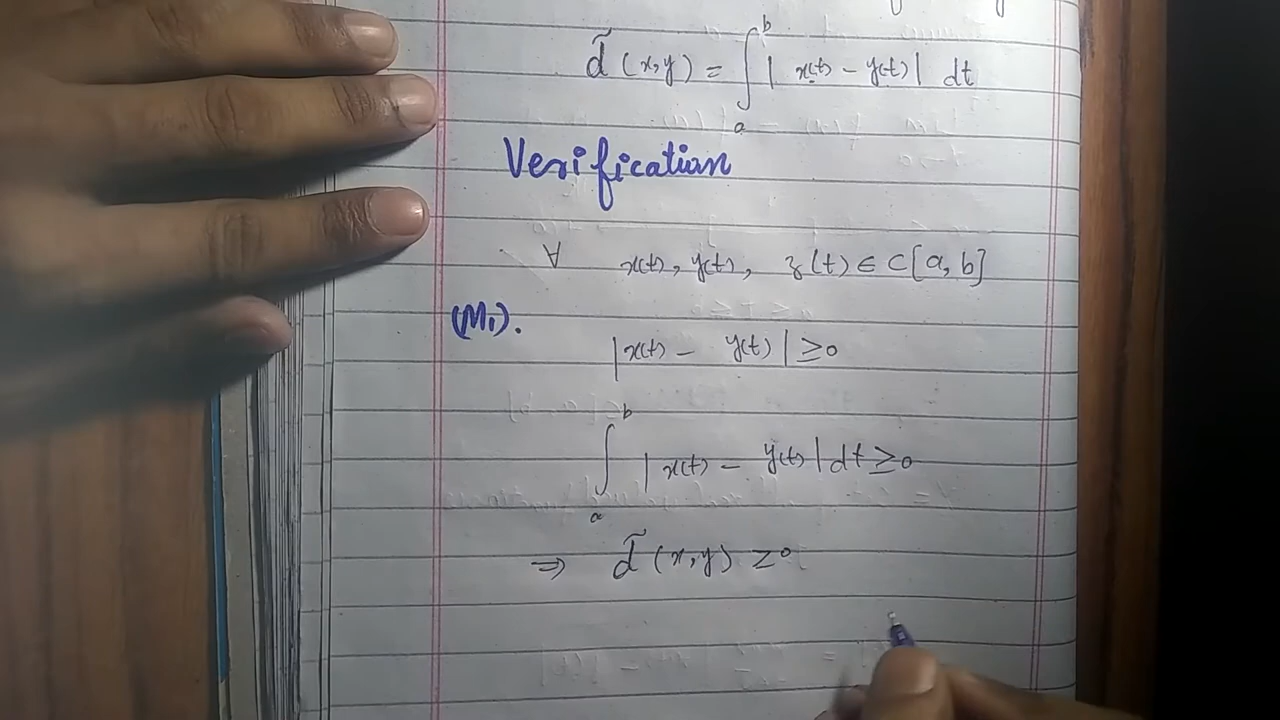 d̃ (x,y) = ∫ₐᵇ | x(t) - y(t) | dt
Verification
∀ x(t), y(t), z(t) ∈ C[a, b]
(M₁).
| x(t) - y(t) | ≥ 0
∫ₐᵇ | x(t) - y(t) | dt ≥ 0
⇒ d̃ (x,y) ≥ 0